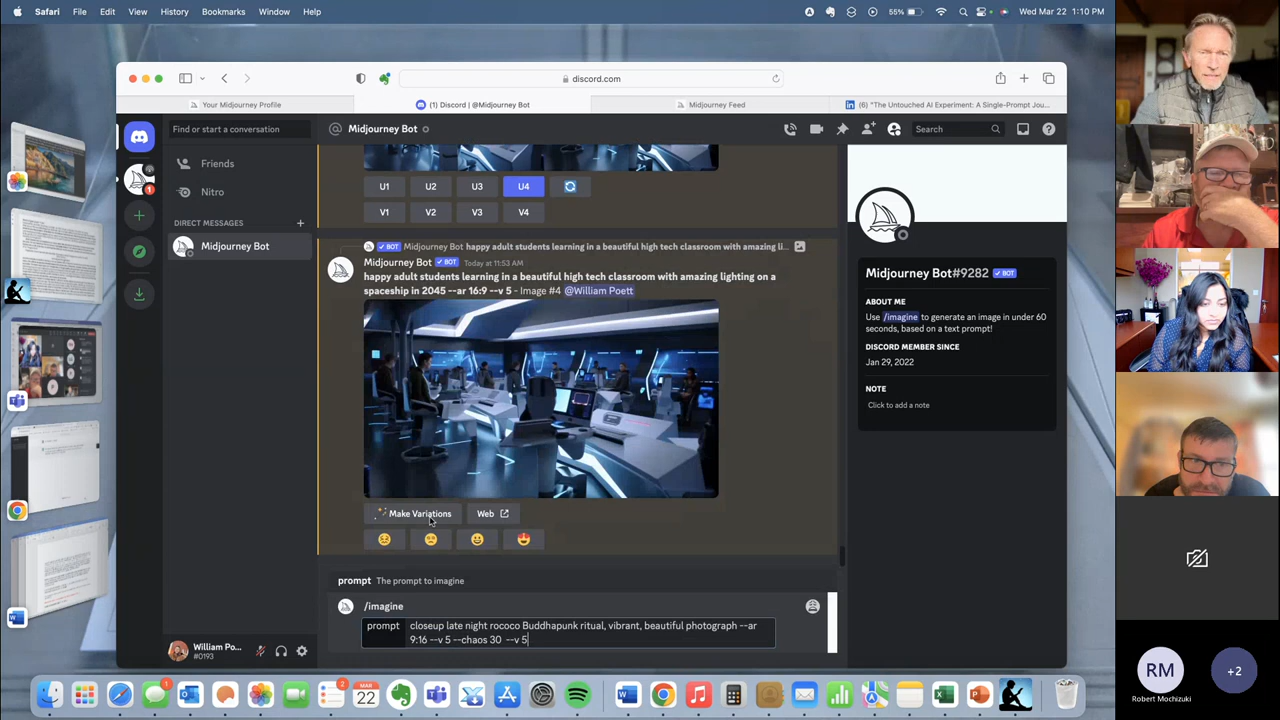 Safari File Edit View History Bookmarks Window Help
55% Wed Mar 22 1:10 PM
discord.com
Your Midjourney Profile
(1) Discord | @Midjourney Bot
Midjourney Feed
(6) "The Untouched AI Experiment: A Single-Prompt Jou...
Find or start a conversation
Friends
Nitro
DIRECT MESSAGES
Midjourney Bot
1
Midjourney Bot
Search
U1 U2 U3 U4
V1 V2 V3 V4
BOT Midjourney Bot happy adult students learning in a beautiful high tech classroom with amazing li...
Midjourney Bot BOT Today at 11:53 AM
happy adult students learning in a beautiful high tech classroom with amazing lighting on a
spaceship in 2045 --ar 16:9 --v 5 - Image #4 @William Poett
Make Variations Web
prompt The prompt to imagine
/imagine
prompt closeup late night rococo Buddhapunk ritual, vibrant, beautiful photograph --ar
9:16 --v 5 --chaos 30 --v 5
Midjourney Bot#9282 BOT
ABOUT ME
Use /imagine to generate an image in under 60
seconds, based on a text prompt!
DISCORD MEMBER SINCE
Jan 29, 2022
NOTE
Click to add a note
William Po...
#0193
1
MAR
22
2
RM
Robert Mochizuki
+2